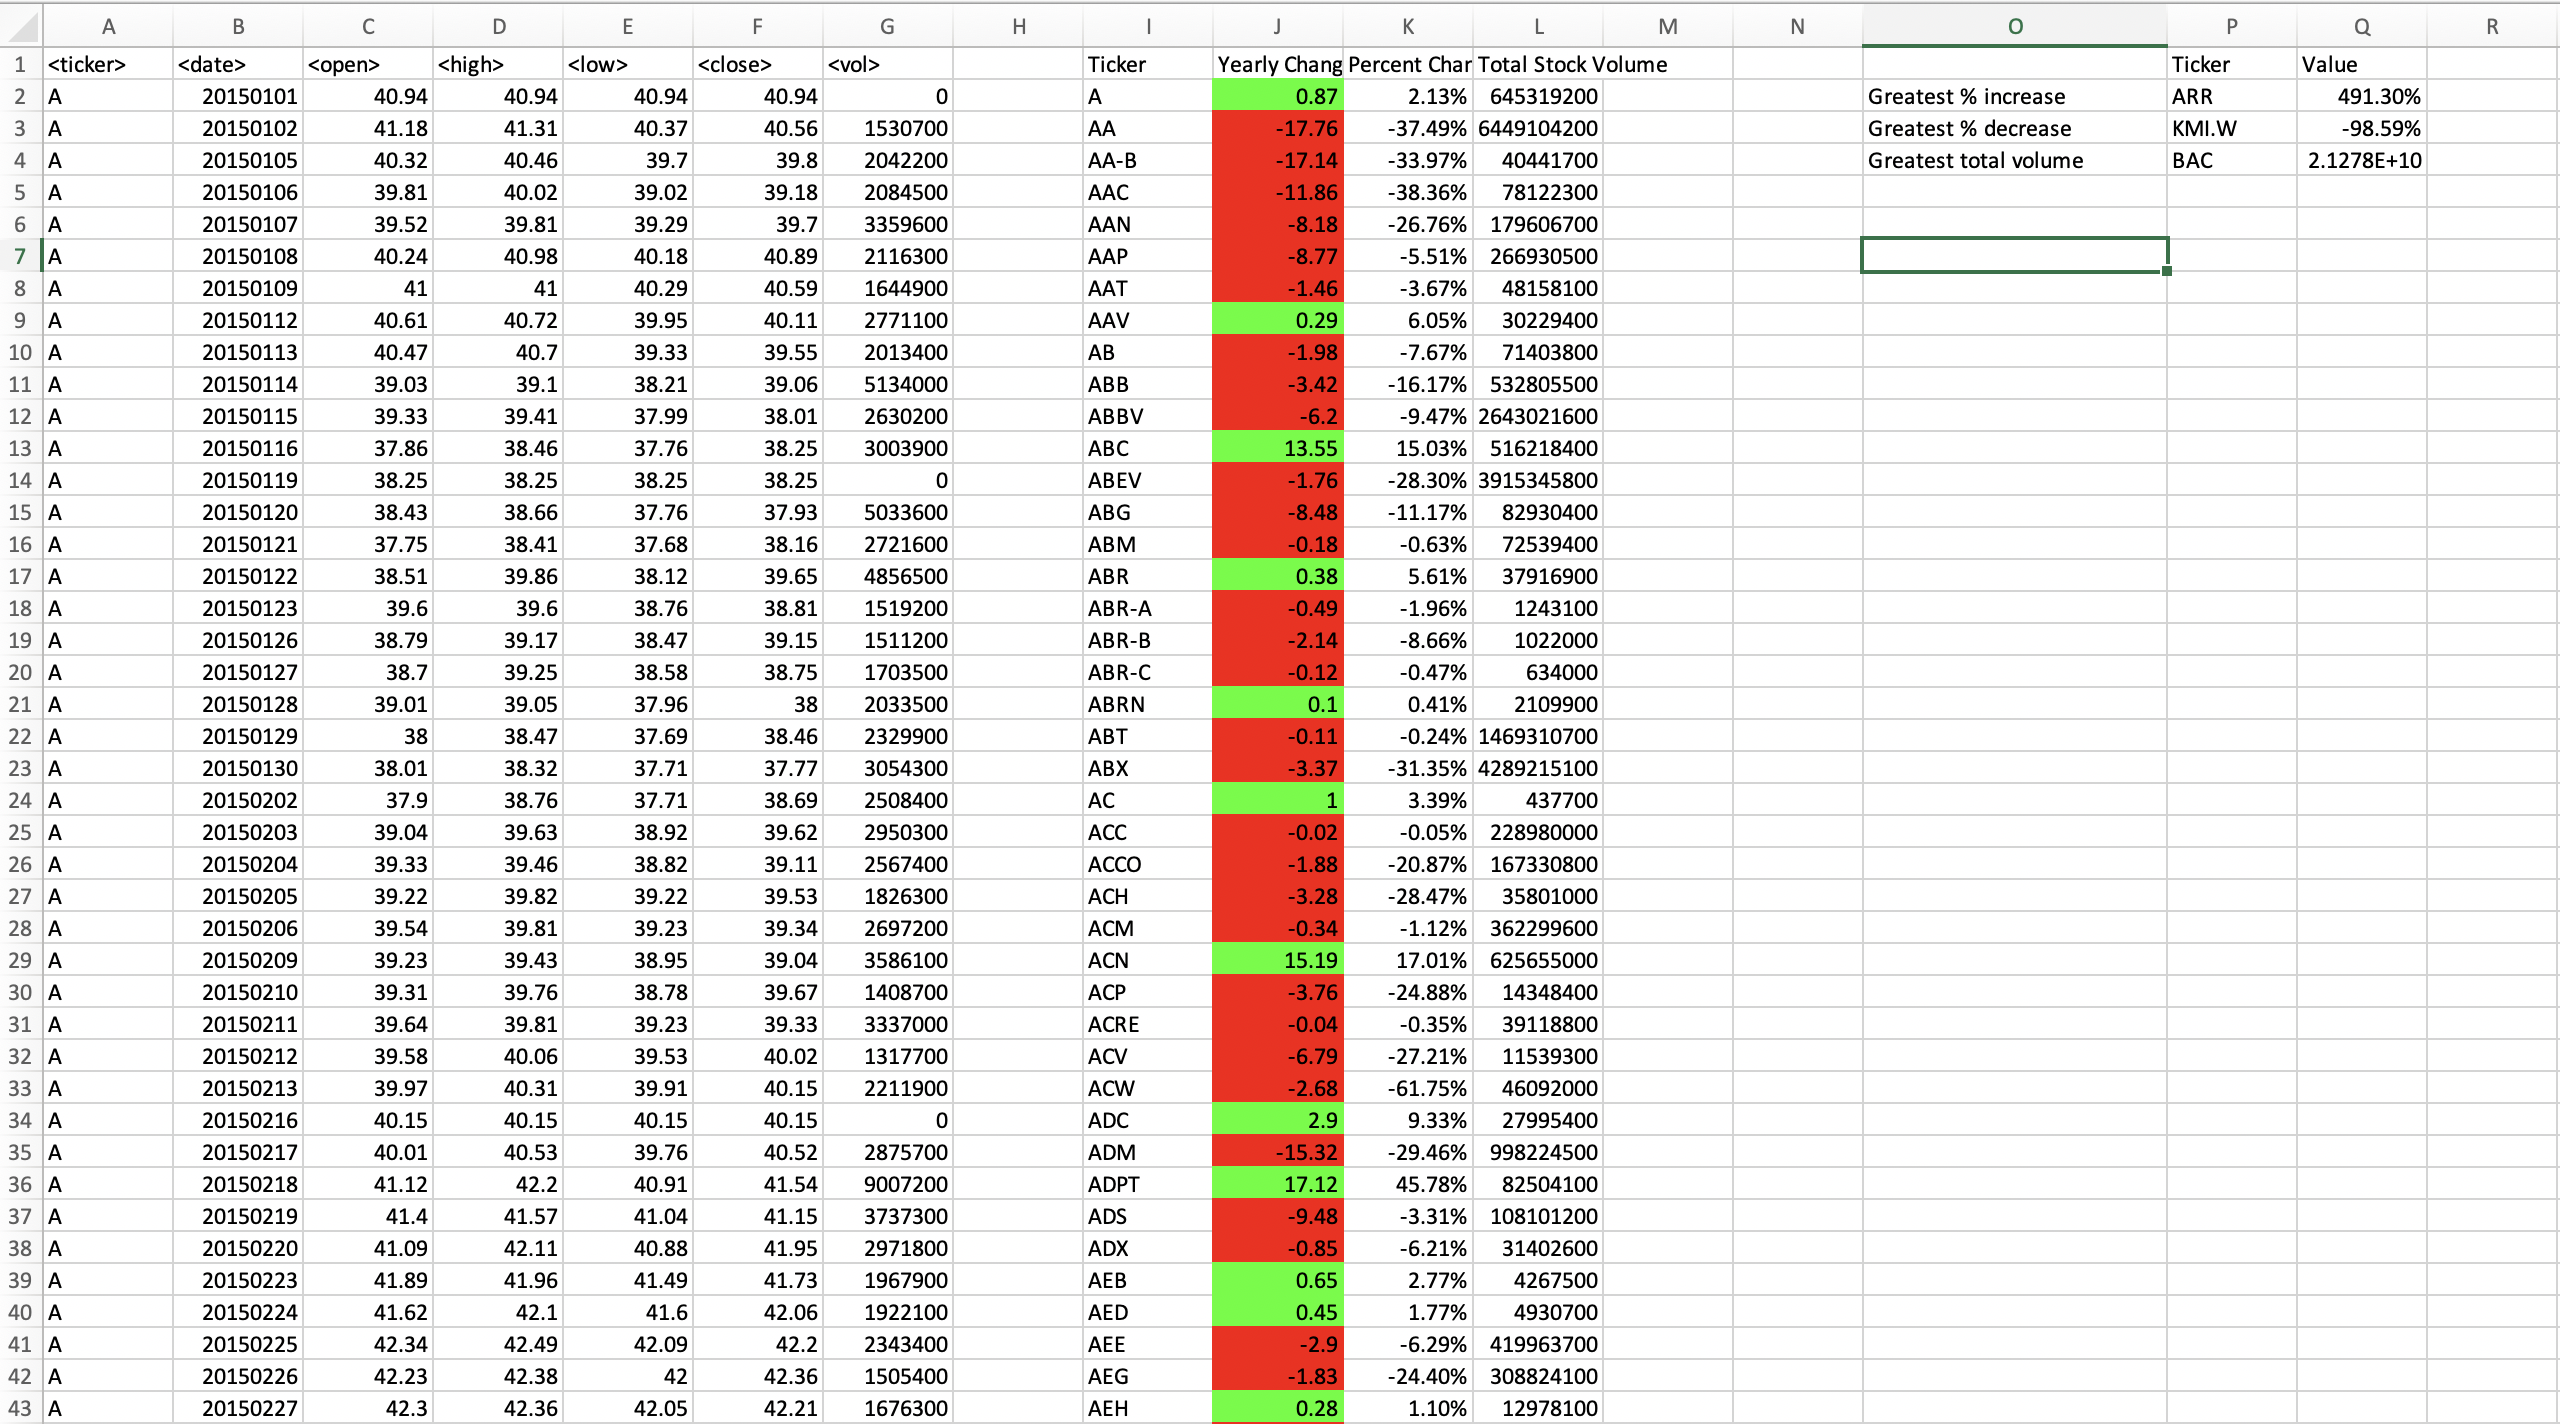 A B C D E F G H I J K L M N O P Q R
1 <ticker> <date> <open> <high> <low> <close> <vol> Ticker Yearly Chang Percent Char Total Stock Volume Ticker Value
2 A 20150101 40.94 40.94 40.94 40.94 0 A 0.87 2.13% 645319200 Greatest % increase ARR 491.30%
3 A 20150102 41.18 41.31 40.37 40.56 1530700 AA -17.76 -37.49% 6449104200 Greatest % decrease KMI.W -98.59%
4 A 20150105 40.32 40.46 39.7 39.8 2042200 AA-B -17.14 -33.97% 40441700 Greatest total volume BAC 2.1278E+10
5 A 20150106 39.81 40.02 39.02 39.18 2084500 AAC -11.86 -38.36% 78122300
6 A 20150107 39.52 39.81 39.29 39.7 3359600 AAN -8.18 -26.76% 179606700
7 A 20150108 40.24 40.98 40.18 40.89 2116300 AAP -8.77 -5.51% 266930500
8 A 20150109 41 41 40.29 40.59 1644900 AAT -1.46 -3.67% 48158100
9 A 20150112 40.61 40.72 39.95 40.11 2771100 AAV 0.29 6.05% 30229400
10 A 20150113 40.47 40.7 39.33 39.55 2013400 AB -1.98 -7.67% 71403800
11 A 20150114 39.03 39.1 38.21 39.06 5134000 ABB -3.42 -16.17% 532805500
12 A 20150115 39.33 39.41 37.99 38.01 2630200 ABBV -6.2 -9.47% 2643021600
13 A 20150116 37.86 38.46 37.76 38.25 3003900 ABC 13.55 15.03% 516218400
14 A 20150119 38.25 38.25 38.25 38.25 0 ABEV -1.76 -28.30% 3915345800
15 A 20150120 38.43 38.66 37.76 37.93 5033600 ABG -8.48 -11.17% 82930400
16 A 20150121 37.75 38.41 37.68 38.16 2721600 ABM -0.18 -0.63% 72539400
17 A 20150122 38.51 39.86 38.12 39.65 4856500 ABR 0.38 5.61% 37916900
18 A 20150123 39.6 39.6 38.76 38.81 1519200 ABR-A -0.49 -1.96% 1243100
19 A 20150126 38.79 39.17 38.47 39.15 1511200 ABR-B -2.14 -8.66% 1022000
20 A 20150127 38.7 39.25 38.58 38.75 1703500 ABR-C -0.12 -0.47% 634000
21 A 20150128 39.01 39.05 37.96 38 2033500 ABRN 0.1 0.41% 2109900
22 A 20150129 38 38.47 37.69 38.46 2329900 ABT -0.11 -0.24% 1469310700
23 A 20150130 38.01 38.32 37.71 37.77 3054300 ABX -3.37 -31.35% 4289215100
24 A 20150202 37.9 38.76 37.71 38.69 2508400 AC 1 3.39% 437700
25 A 20150203 39.04 39.63 38.92 39.62 2950300 ACC -0.02 -0.05% 228980000
26 A 20150204 39.33 39.46 38.82 39.11 2567400 ACCO -1.88 -20.87% 167330800
27 A 20150205 39.22 39.82 39.22 39.53 1826300 ACH -3.28 -28.47% 35801000
28 A 20150206 39.54 39.81 39.23 39.34 2697200 ACM -0.34 -1.12% 362299600
29 A 20150209 39.23 39.43 38.95 39.04 3586100 ACN 15.19 17.01% 625655000
30 A 20150210 39.31 39.76 38.78 39.67 1408700 ACP -3.76 -24.88% 14348400
31 A 20150211 39.64 39.81 39.23 39.33 3337000 ACRE -0.04 -0.35% 39118800
32 A 20150212 39.58 40.06 39.53 40.02 1317700 ACV -6.79 -27.21% 11539300
33 A 20150213 39.97 40.31 39.91 40.15 2211900 ACW -2.68 -61.75% 46092000
34 A 20150216 40.15 40.15 40.15 40.15 0 ADC 2.9 9.33% 27995400
35 A 20150217 40.01 40.53 39.76 40.52 2875700 ADM -15.32 -29.46% 998224500
36 A 20150218 41.12 42.2 40.91 41.54 9007200 ADPT 17.12 45.78% 82504100
37 A 20150219 41.4 41.57 41.04 41.15 3737300 ADS -9.48 -3.31% 108101200
38 A 20150220 41.09 42.11 40.88 41.95 2971800 ADX -0.85 -6.21% 31402600
39 A 20150223 41.89 41.96 41.49 41.73 1967900 AEB 0.65 2.77% 4267500
40 A 20150224 41.62 42.1 41.6 42.06 1922100 AED 0.45 1.77% 4930700
41 A 20150225 42.34 42.49 42.09 42.2 2343400 AEE -2.9 -6.29% 419963700
42 A 20150226 42.23 42.38 42 42.36 1505400 AEG -1.83 -24.40% 308824100
43 A 20150227 42.3 42.36 42.05 42.21 1676300 AEH 0.28 1.10% 12978100